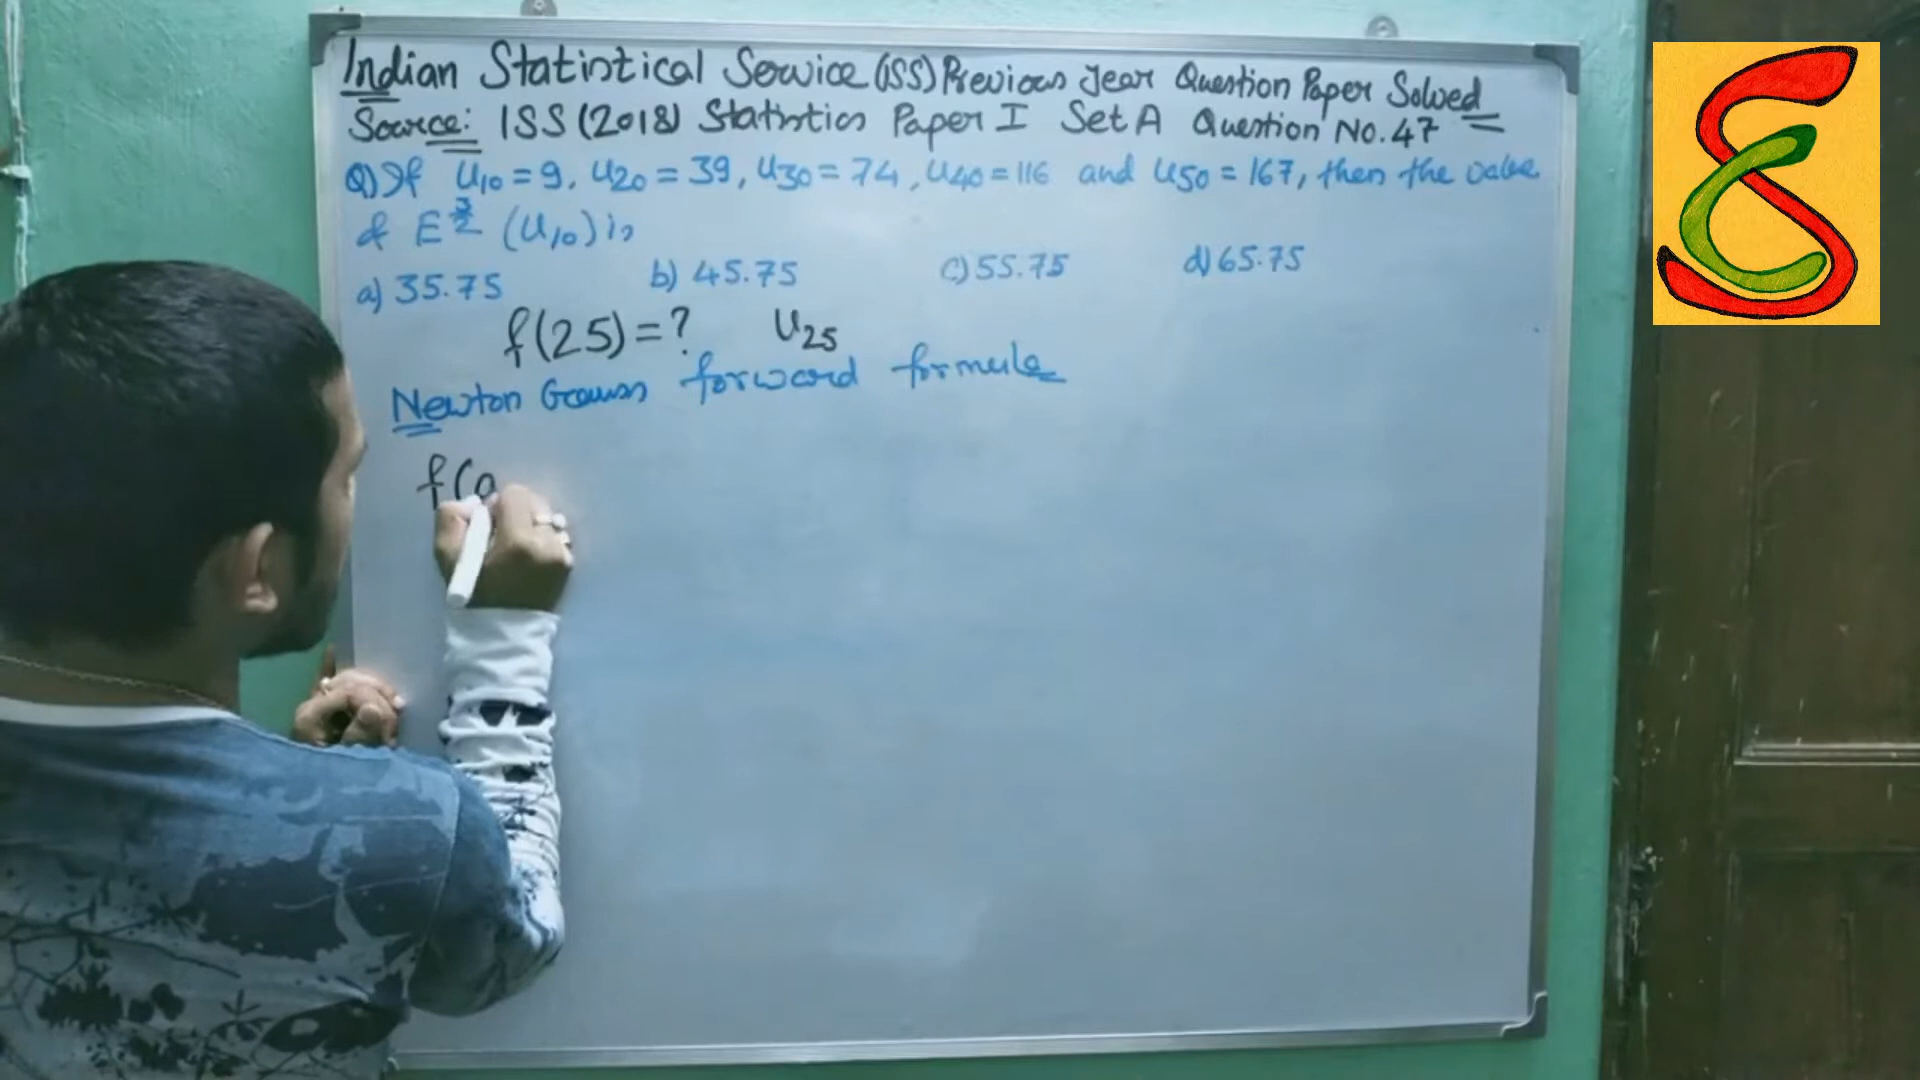 Indian Statistical Service (ISS) Previous Year Question Paper Solved
Source: ISS (2018) Statistics Paper I Set A Question No. 47
Q) If u10 = 9, u20 = 39, u30 = 74, u40 = 116 and u50 = 167, then the value
of E^3/2 (u10) is
a) 35.75 b) 45.75 c) 55.75 d) 65.75
f(25) = ? u25
Newton Gauss forward formula
f(a